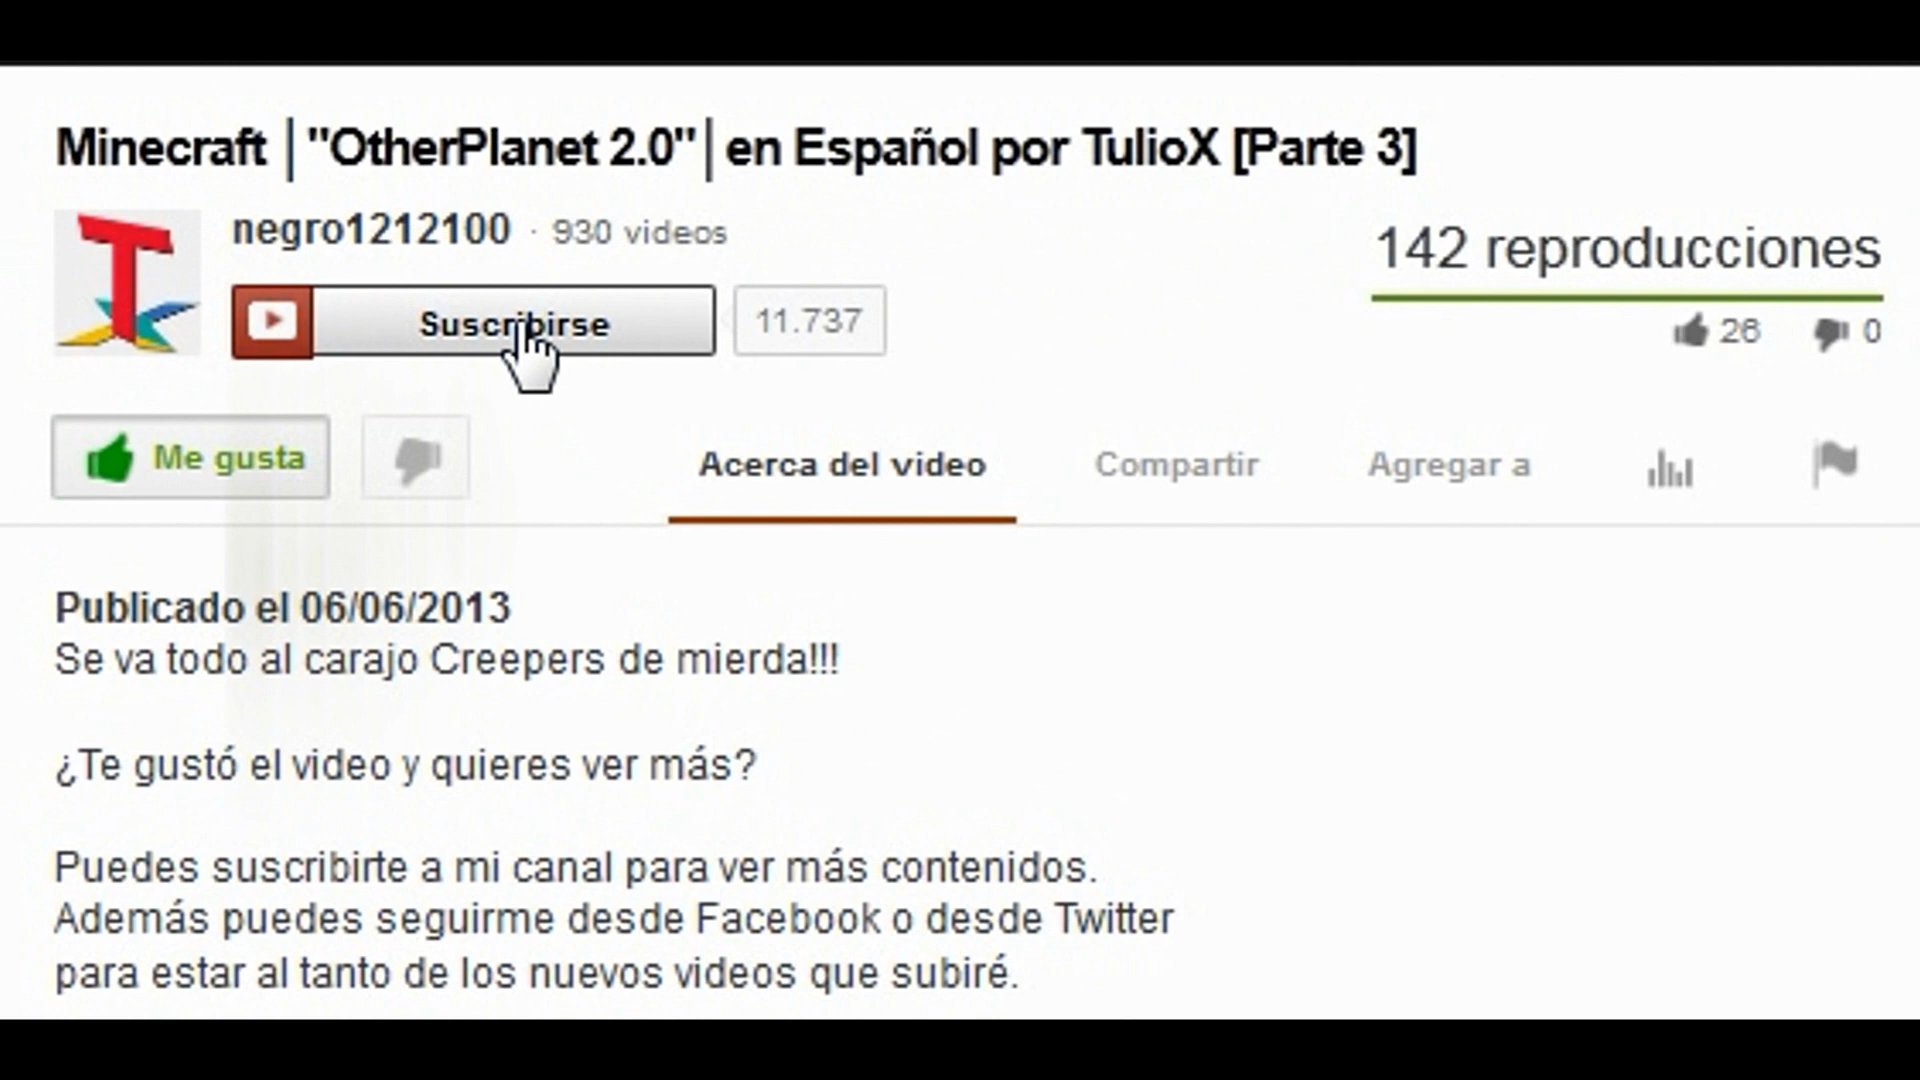 Minecraft │"OtherPlanet 2.0"│ en Español por TulioX [Parte 3]
negro1212100 · 930 videos
142 reproducciones
Suscribirse
11.737
26
0
Me gusta
Acerca del video
Compartir
Agregar a
Publicado el 06/06/2013
Se va todo al carajo Creepers de mierda!!!
¿Te gustó el video y quieres ver más?
Puedes suscribirte a mi canal para ver más contenidos.
Además puedes seguirme desde Facebook o desde Twitter
para estar al tanto de los nuevos videos que subiré.